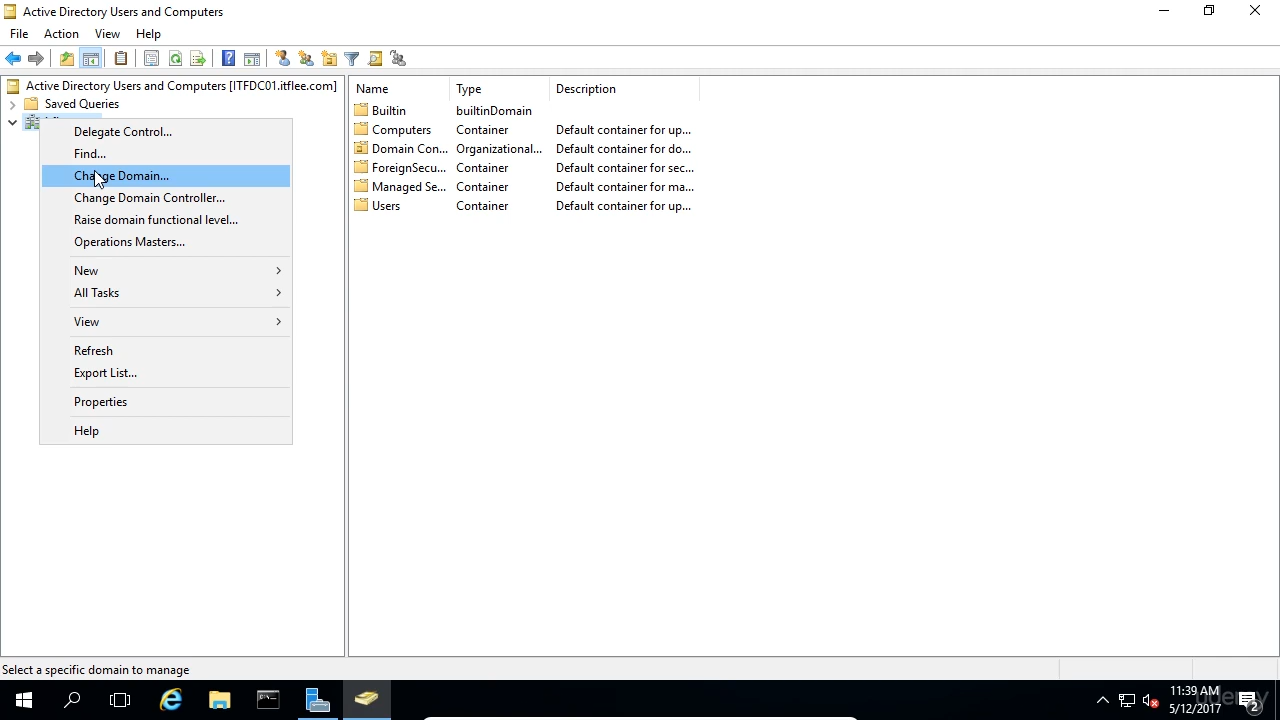 Active Directory Users and Computers
File Action View Help
Active Directory Users and Computers [ITFDC01.itflee.com]
Saved Queries
Delegate Control...
Find...
Change Domain...
Change Domain Controller...
Raise domain functional level...
Operations Masters...
New
All Tasks
View
Refresh
Export List...
Properties
Help
Name Type Description
Builtin builtinDomain
Computers Container Default container for up...
Domain Con... Organizational... Default container for do...
ForeignSecu... Container Default container for sec...
Managed Se... Container Default container for ma...
Users Container Default container for up...
Select a specific domain to manage
11:39 AM
5/12/2017
2
udemy